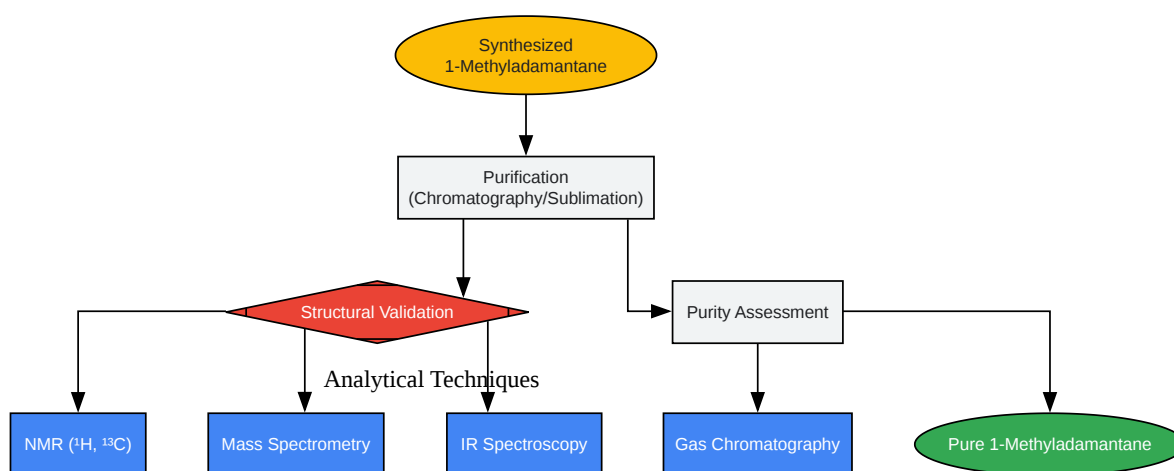 Synthesized
1-Methyladamantane
Purification
(Chromatography/Sublimation)
Structural Validation
Purity Assessment
Analytical Techniques
NMR (¹H, ¹³C)
Mass Spectrometry
IR Spectroscopy
Gas Chromatography
Pure 1-Methyladamantane